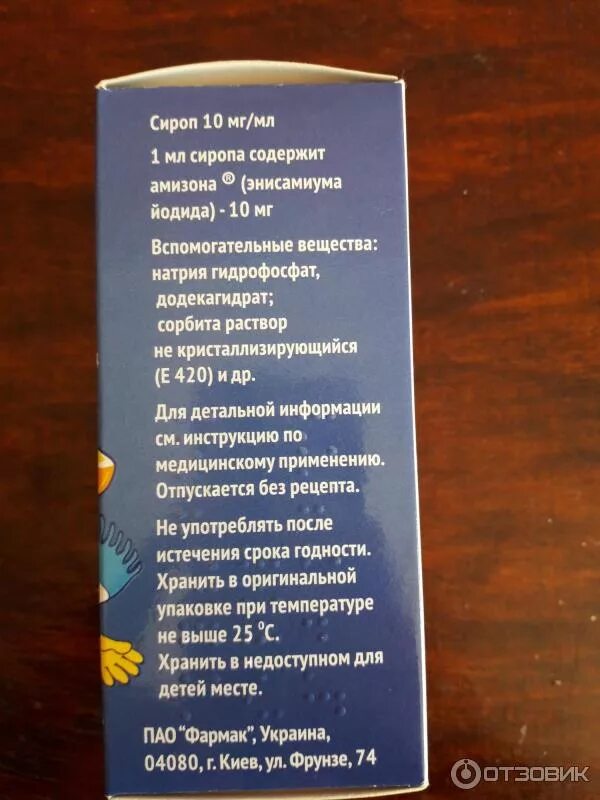 Сироп 10 мг/мл
1 мл сиропа содержит
амизона ® (энисамиума
йодида) - 10 мг
Вспомогательные вещества:
натрия гидрофосфат,
додекагидрат;
сорбита раствор
не кристаллизирующийся
(Е 420) и др.
Для детальной информации
см. инструкцию по
медицинскому применению.
Отпускается без рецепта.
Не употреблять после
истечения срока годности.
Хранить в оригинальной
упаковке при температуре
не выше 25 °С.
Хранить в недоступном для
детей месте.
ПАО "Фармак", Украина,
04080, г. Киев, ул. Фрунзе, 74
ОТЗОВИК